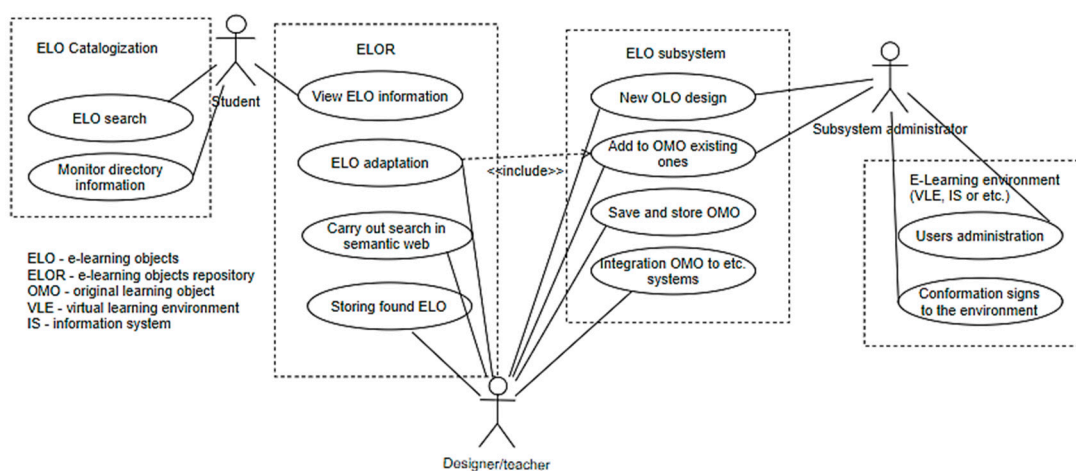 ELO Catalogization
ELO search
Monitor directory
information
Student
ELOR
View ELO information
ELO adaptation
Carry out search in
semantic web
Storing found ELO
<<include>>
ELO subsystem
New OLO design
Add to OMO existing
ones
Save and store OMO
Integration OMO to etc.
systems
Subsystem administrator
E-Learning environment
(VLE, IS or etc.)
Users administration
Conformation signs
to the environment
ELO - e-learning objects
ELOR - e-learning objects repository
OMO - original learning object
VLE - virtual learning environment
IS - information system
Designer/teacher